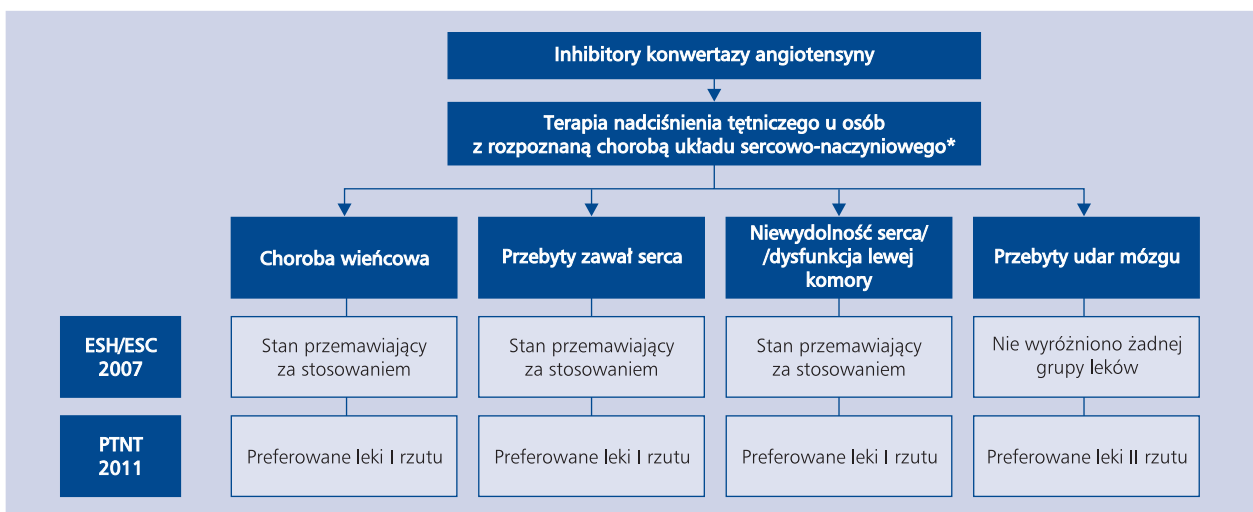 Inhibitory konwertazy angiotensyny
Terapia nadciśnienia tętniczego u osób
z rozpoznaną chorobą układu sercowo-naczyniowego*
Choroba wieńcowa
Przebyty zawał serca
Niewydolność serca/
/dysfunkcja lewej
komory
Przebyty udar mózgu
ESH/ESC
2007
Stan przemawiający
za stosowaniem
Stan przemawiający
za stosowaniem
Stan przemawiający
za stosowaniem
Nie wyróżniono żadnej
grupy leków
PTNT
2011
Preferowane leki I rzutu
Preferowane leki I rzutu
Preferowane leki I rzutu
Preferowane leki II rzutu